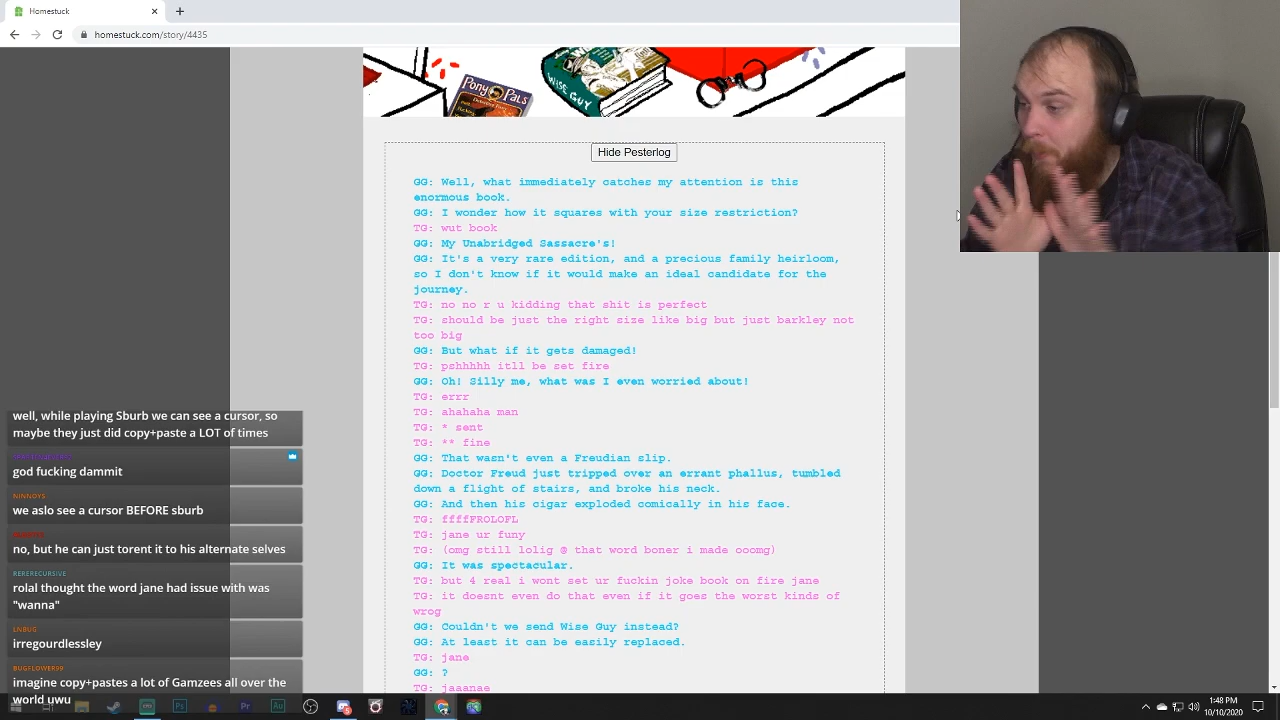 Homestuck
homestuck.com/story/4435
Pony Pals
WISE GUY
Hide Pesterlog
GG: Well, what immediately catches my attention is this
enormous book.
GG: I wonder how it squares with your size restriction?
TG: wut book
GG: My Unabridged Sassacre's!
GG: It's a very rare edition, and a precious family heirloom,
so I don't know if it would make an ideal candidate for the
journey.
TG: no no r u kidding that shit is perfect
TG: should be just the right size like big but just barkley not
too big
GG: But what if it gets damaged!
TG: pshhhhh itll be set fire
GG: Oh! Silly me, what was I even worried about!
TG: errr
TG: ahahaha man
TG: * sent
TG: ** fine
GG: That wasn't even a Freudian slip.
GG: Doctor Freud just tripped over an errant phallus, tumbled
down a flight of stairs, and broke his neck.
GG: And then his cigar exploded comically in his face.
TG: ffffFROLOFL
TG: jane ur funy
TG: (omg still lolig @ that word boner i made ooomg)
GG: It was spectacular.
TG: but 4 real i wont set ur fuckin joke book on fire jane
TG: it doesnt even do that even if it goes the worst kinds of
wrog
GG: Couldn't we send Wise Guy instead?
GG: At least it can be easily replaced.
TG: jane
GG: ?
TG: jaaanae
well, while playing Sburb we can see a cursor, so
maybe they just did copy+paste a LOT of times
god fucking dammit
NINNOYS
we aslo see a cursor BEFORE sburb
no, but he can just torent it to his alternate selves
RERERECURSIVE
rolal thought the word jane had issue with was
"wanna"
LNBUG
irregourdlessley
BUGFLOWER99
imagine copy+pastes a lot of Gamzees all over the
world uwu
1:48 PM
10/10/2020